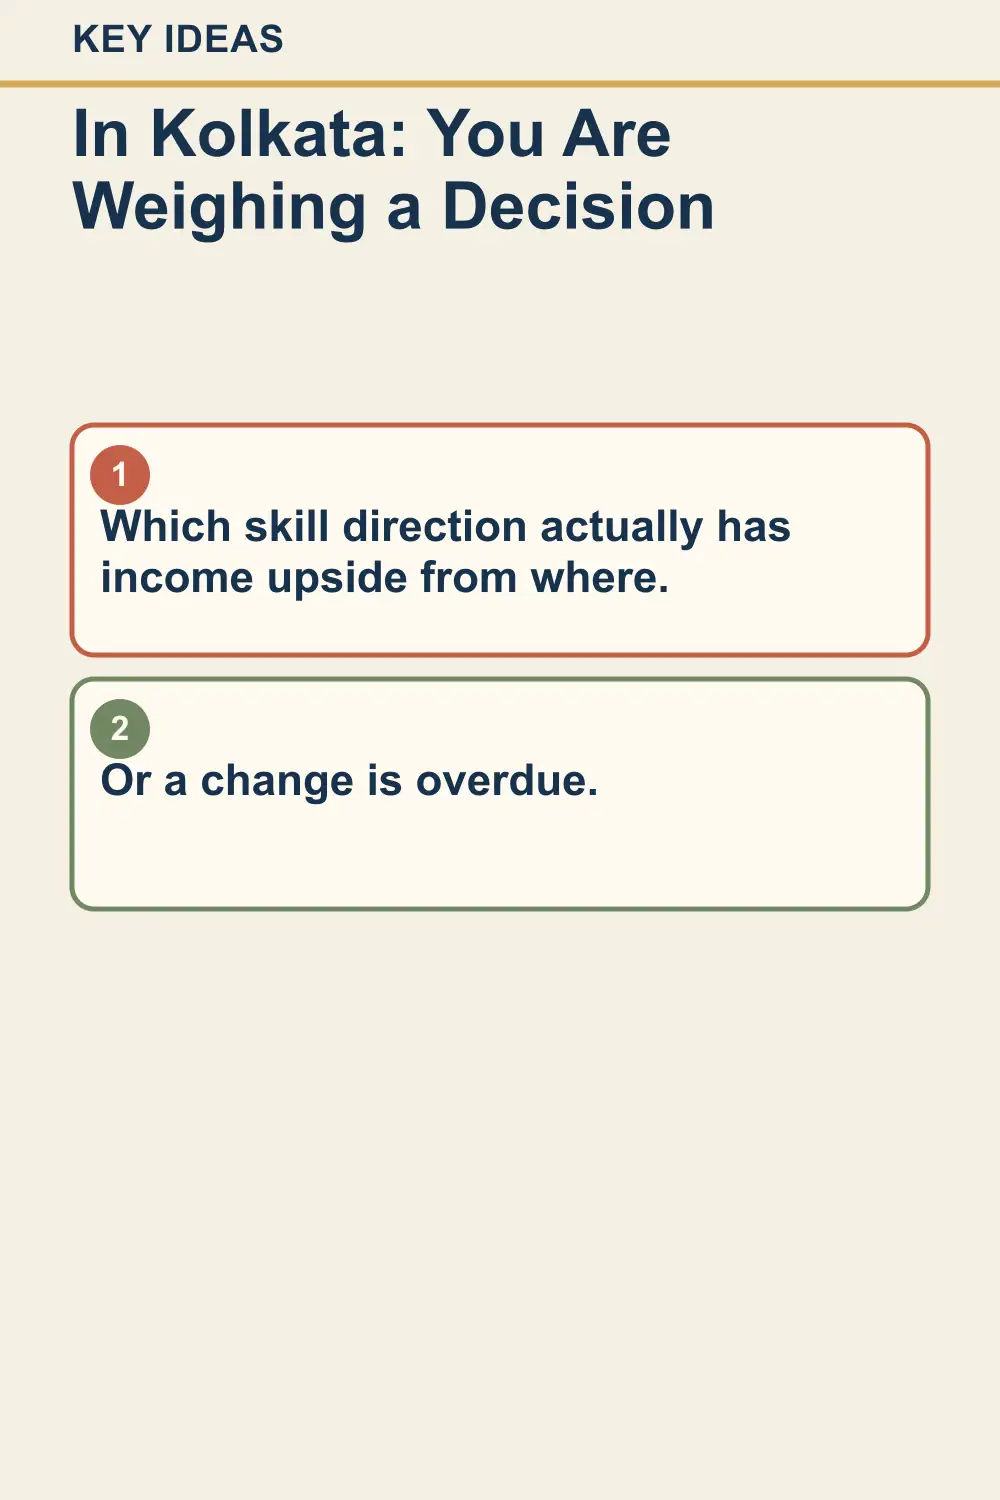 KEY IDEAS
In Kolkata: You Are
Weighing a Decision
1
Which skill direction actually has
income upside from where.
2
Or a change is overdue.